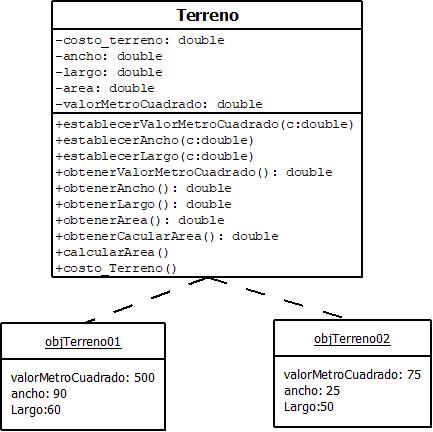 Terreno
-costo_terreno: double
-ancho: double
-largo: double
-area: double
-valorMetroCuadrado: double
+establecerValorMetroCuadrado(c:double)
+establecerAncho(c:double)
+establecerLargo(c:double)
+obtenerValorMetroCuadrado(): double
+obtenerAncho(): double
+obtenerLargo(): double
+obtenerArea(): double
+obtenerCacularArea(): double
+calcularArea()
+costo_Terreno()
objTerreno01
valorMetroCuadrado: 500
ancho: 90
Largo:60
objTerreno02
valorMetroCuadrado: 75
ancho: 25
Largo:50